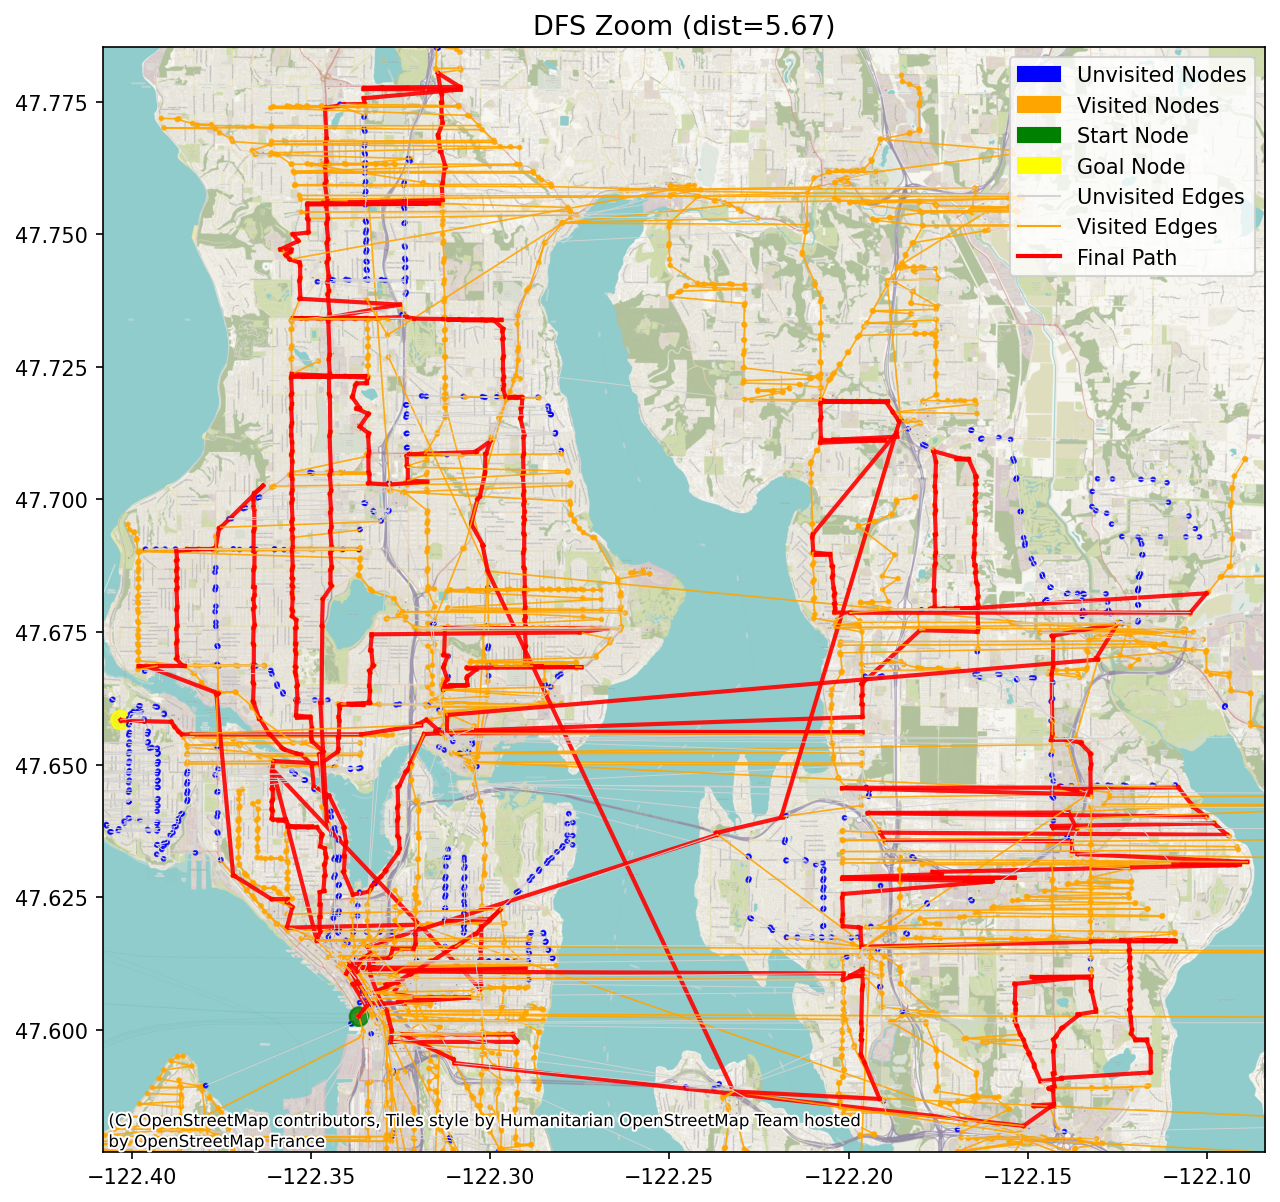 DFS Zoom (dist=5.67)
Unvisited Nodes
Visited Nodes
Start Node
Goal Node
Unvisited Edges
Visited Edges
Final Path
47.775
47.750
47.725
47.700
47.675
47.650
47.625
47.600
(C) OpenStreetMap contributors, Tiles style by Humanitarian OpenStreetMap Team hosted
by OpenStreetMap France
−122.40
−122.35
−122.30
−122.25
−122.20
−122.15
−122.10